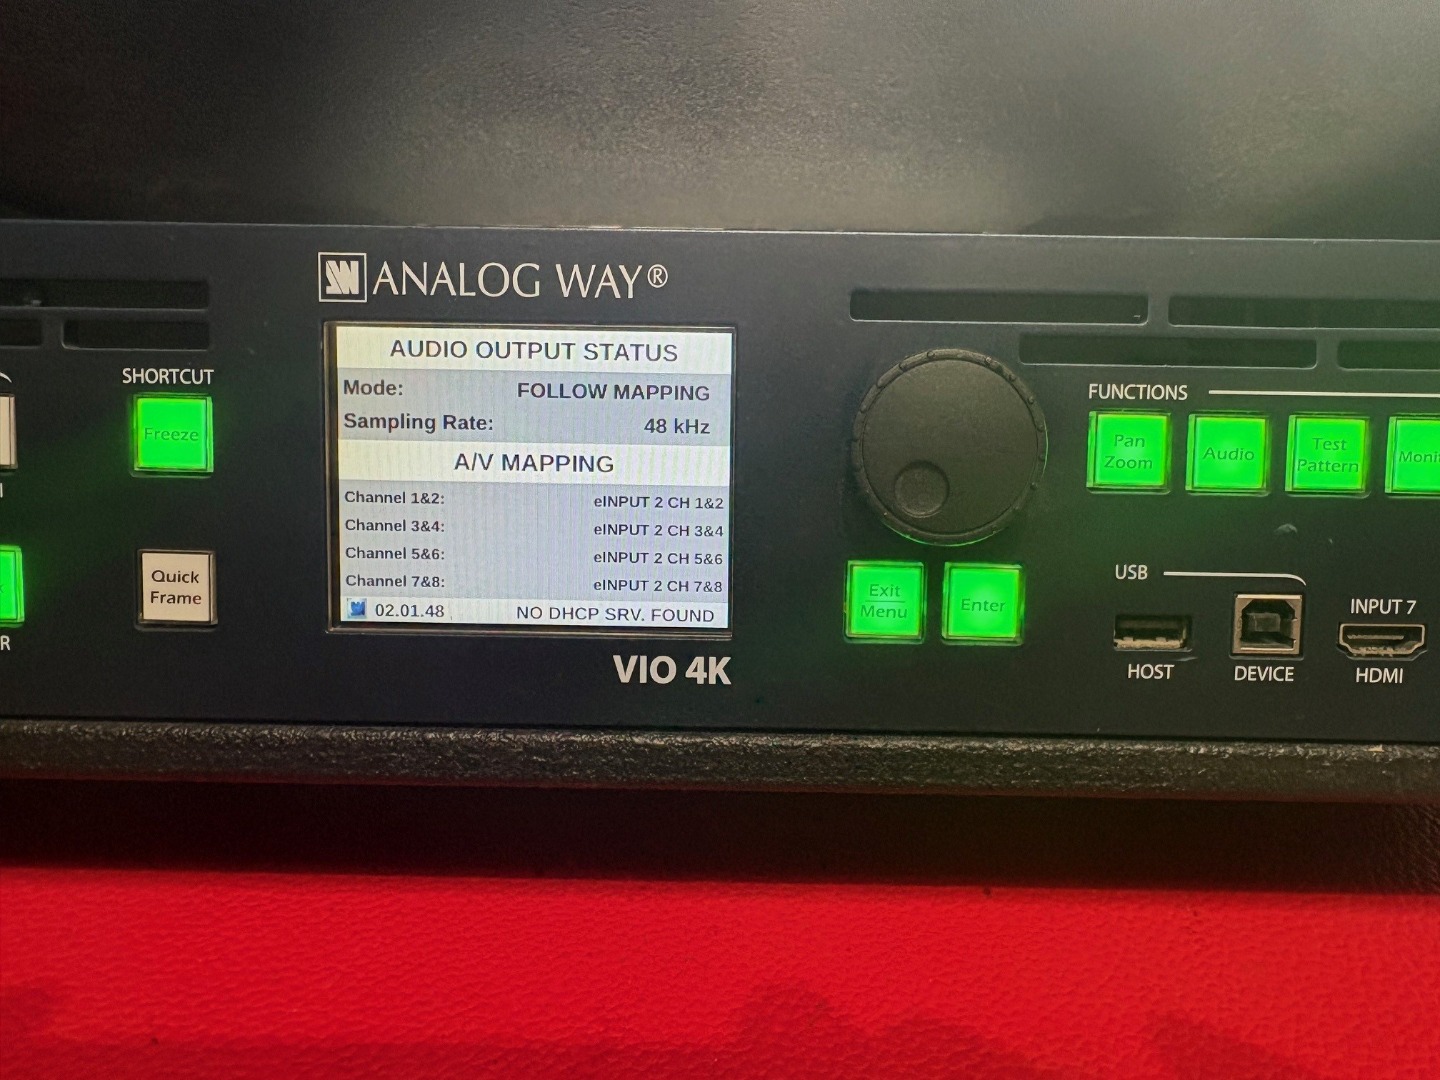 ANALOG WAY®
AUDIO OUTPUT STATUS
Mode: FOLLOW MAPPING
Sampling Rate: 48 kHz
A/V MAPPING
Channel 1&2: eINPUT 2 CH 1&2
Channel 3&4: eINPUT 2 CH 3&4
Channel 5&6: eINPUT 2 CH 5&6
Channel 7&8: eINPUT 2 CH 7&8
02.01.48 NO DHCP SRV. FOUND
VIO 4K
SHORTCUT
Freeze
Quick
Frame
R
Exit
Menu
Enter
FUNCTIONS
Pan
Zoom
Audio
Test
Pattern
Moni
USB
HOST
DEVICE
INPUT 7
HDMI